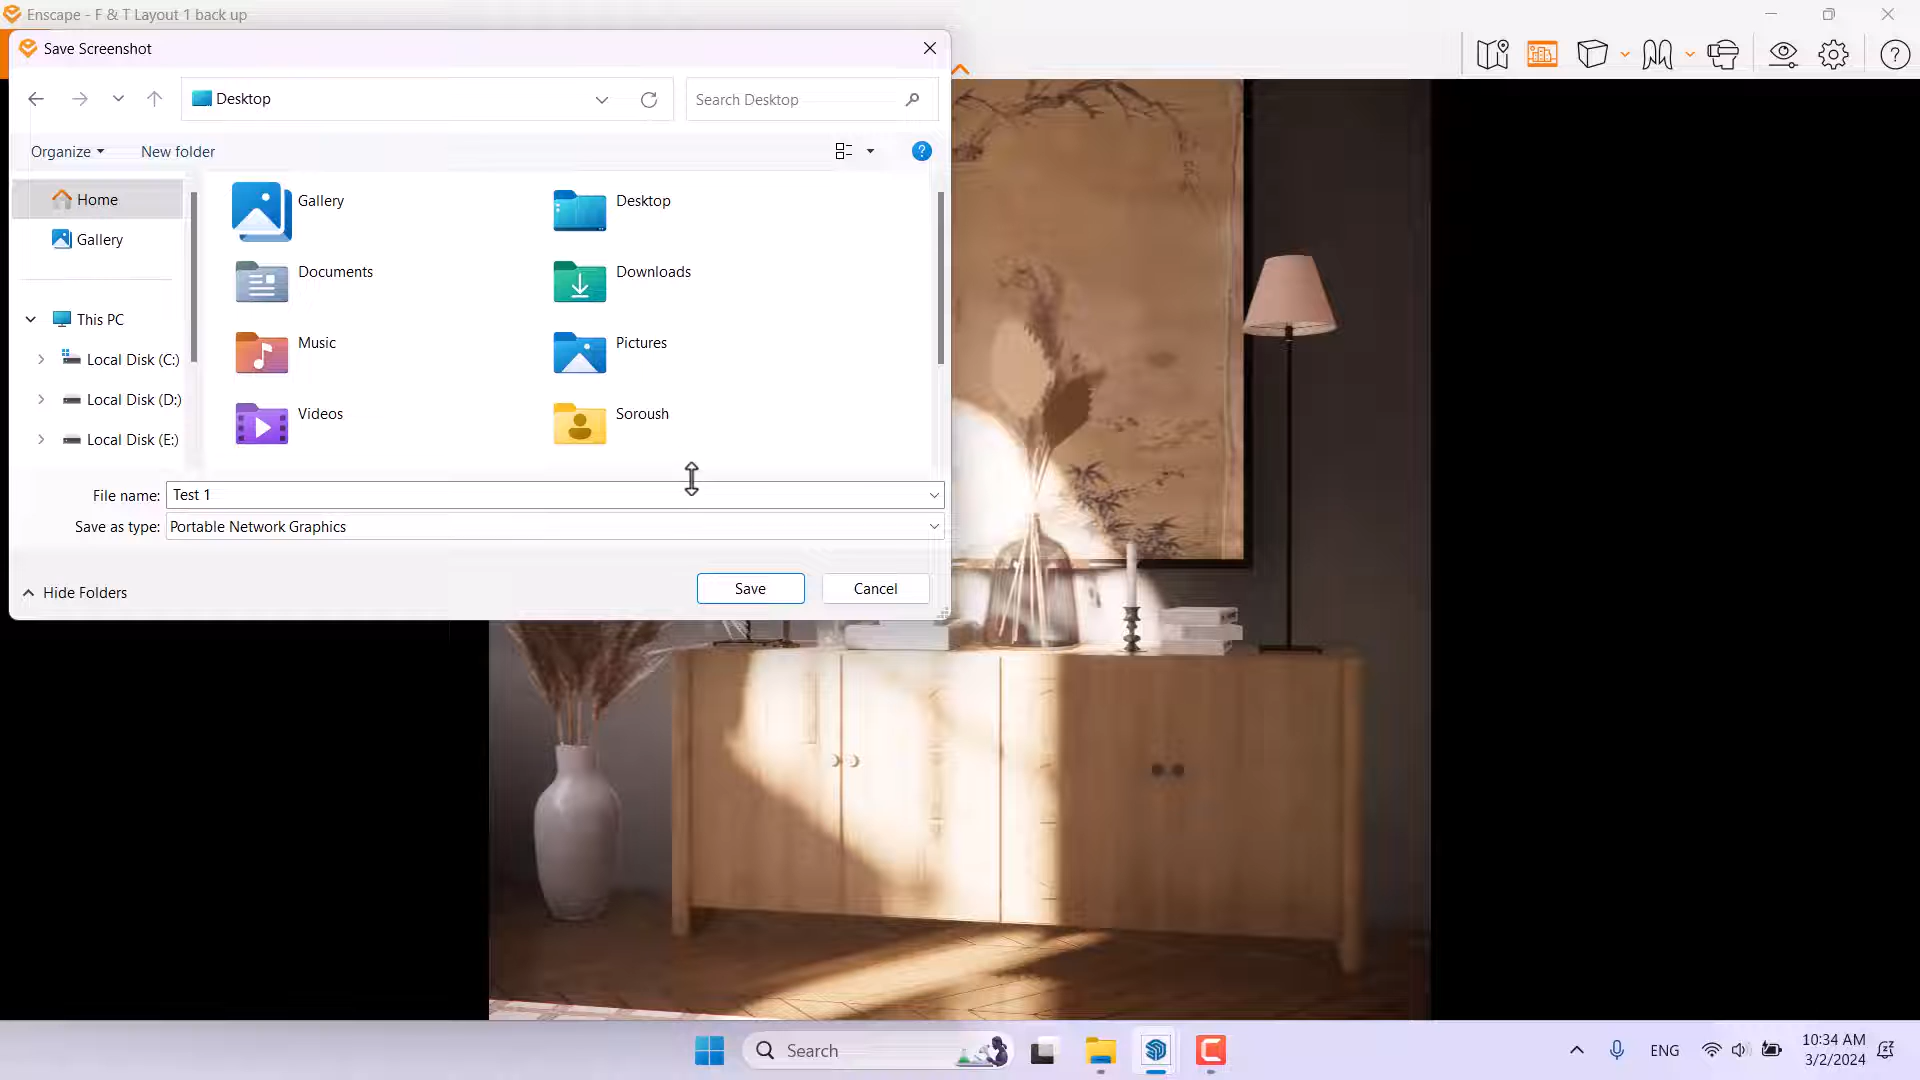 Enscape - F & T Layout 1 back up
Save Screenshot
Desktop
Search Desktop
Organize
New folder
Home
Gallery
This PC
Local Disk (C:)
Local Disk (D:)
Local Disk (E:)
Gallery
Desktop
Documents
Downloads
Music
Pictures
Videos
Soroush
File name: Test 1
Save as type: Portable Network Graphics
Hide Folders
Save
Cancel
Search
ENG
10:34 AM
3/2/2024